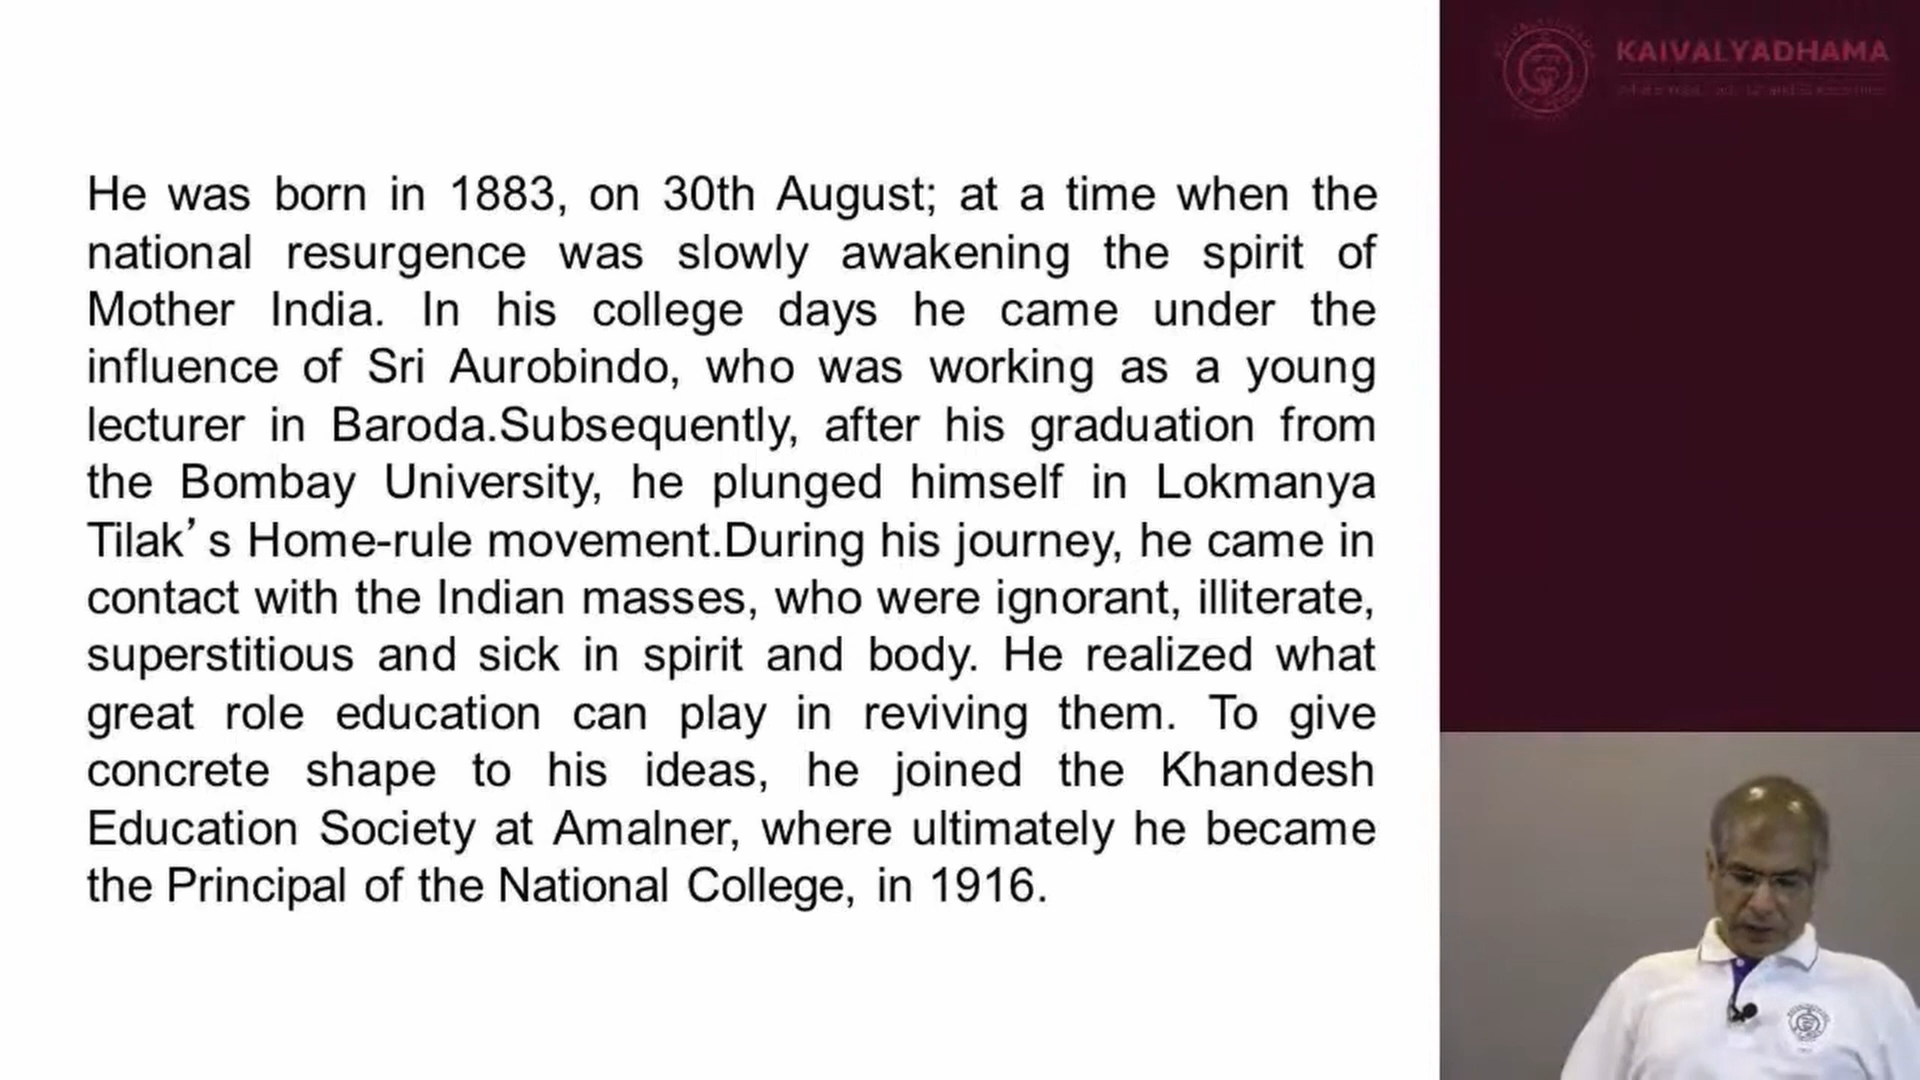 He was born in 1883, on 30th August; at a time when the
national resurgence was slowly awakening the spirit of
Mother India. In his college days he came under the
influence of Sri Aurobindo, who was working as a young
lecturer in Baroda.Subsequently, after his graduation from
the Bombay University, he plunged himself in Lokmanya
Tilak’ s Home-rule movement.During his journey, he came in
contact with the Indian masses, who were ignorant, illiterate,
superstitious and sick in spirit and body. He realized what
great role education can play in reviving them. To give
concrete shape to his ideas, he joined the Khandesh
Education Society at Amalner, where ultimately he became
the Principal of the National College, in 1916.
KAIVALYADHAMA